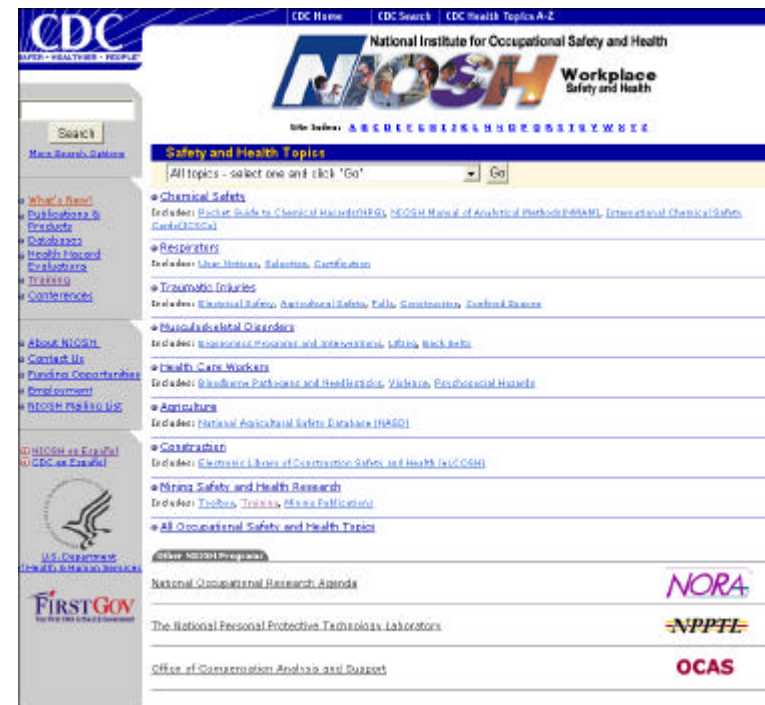 CDC Home CDC Search CDC Health Topics A-Z
CDC
SAFER • HEALTHIER • PEOPLE™
National Institute for Occupational Safety and Health
NIOSH
Workplace
Safety and Health
Site Index: A B C D E F G H I J K L M N O P Q R S T U V W X Y Z
Search
More Search Options
Safety and Health Topics
All topics - select one and click 'Go'
Go
What's New!
Publications & Products
Databases
Health Hazard Evaluations
Training
Conferences
About NIOSH
Contact Us
Funding Opportunities
Employment
NIOSH Mailing List
NIOSH en Español
CDC en Español
U.S. Department
of Health & Human Services
FIRSTGOV
Chemical Safety
Includes: Pocket Guide to Chemical Hazards(NPG), NIOSH Manual of Analytical Methods(NMAM), International Chemical Safety
Cards(ICSCs)
Respirators
Includes: User Notices, Selection, Certification
Traumatic Injuries
Includes: Electrical Safety, Agricultural Safety, Falls, Construction, Confined Spaces
Musculoskeletal Disorders
Includes: Ergonomics Programs and Interventions, Lifting, Back Belts
Health Care Workers
Includes: Bloodborne Pathogens and Needlesticks, Violence, Psychosocial Hazards
Agriculture
Includes: National Agricultural Safety Database (NASD)
Construction
Includes: Electronic Library of Construction Safety and Health (eLCOSH)
Mining Safety and Health Research
Includes: Toolbox, Training, Mining Publications
All Occupational Safety and Health Topics
Other NIOSH Programs
National Occupational Research Agenda
NORA
The National Personal Protective Technology Laboratory
NPPTL
Office of Compensation Analysis and Support
OCAS